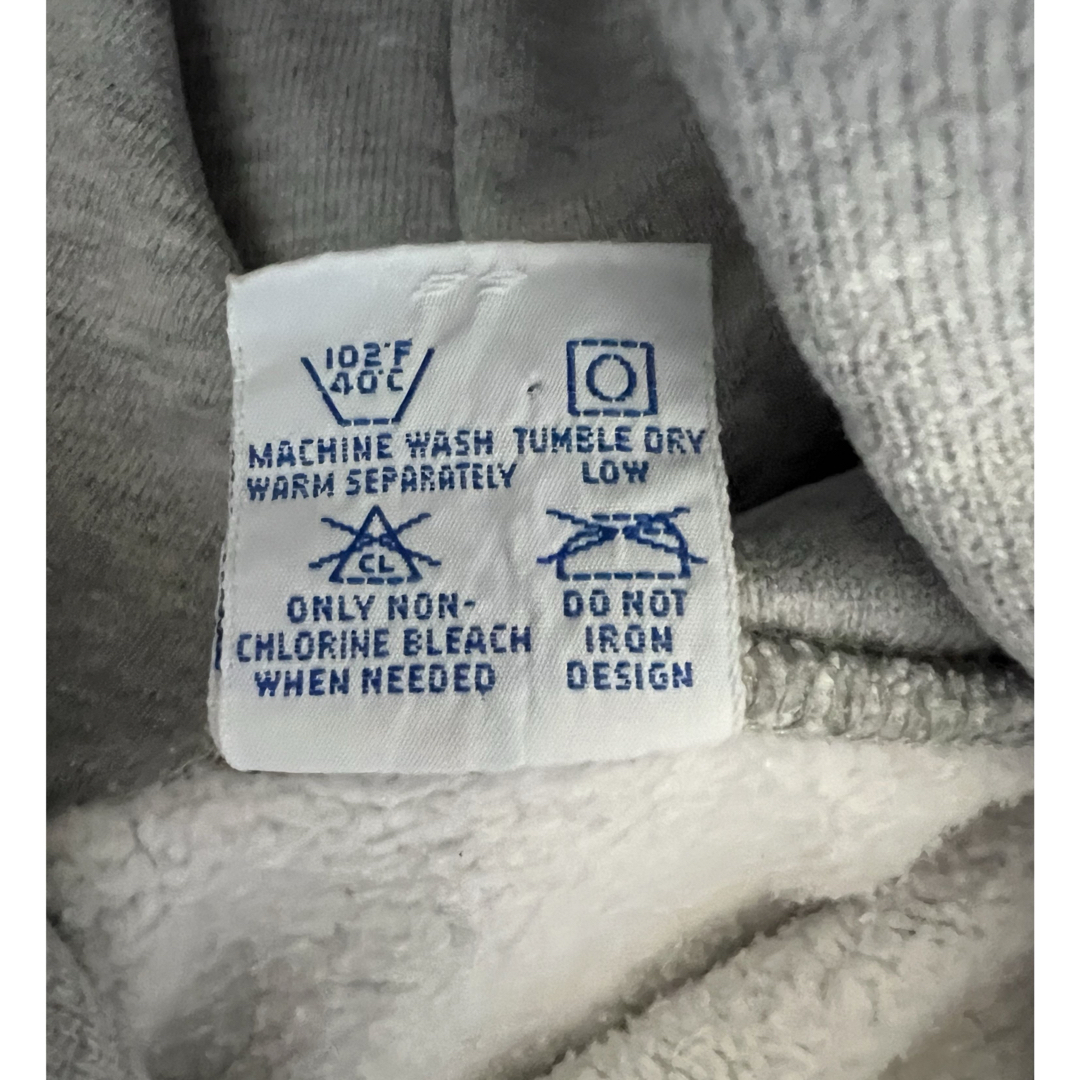 102°F
40°C
MACHINE WASH
WARM SEPARATELY
TUMBLE DRY
LOW
CL
ONLY NON-
CHLORINE BLEACH
WHEN NEEDED
DO NOT
IRON
DESIGN